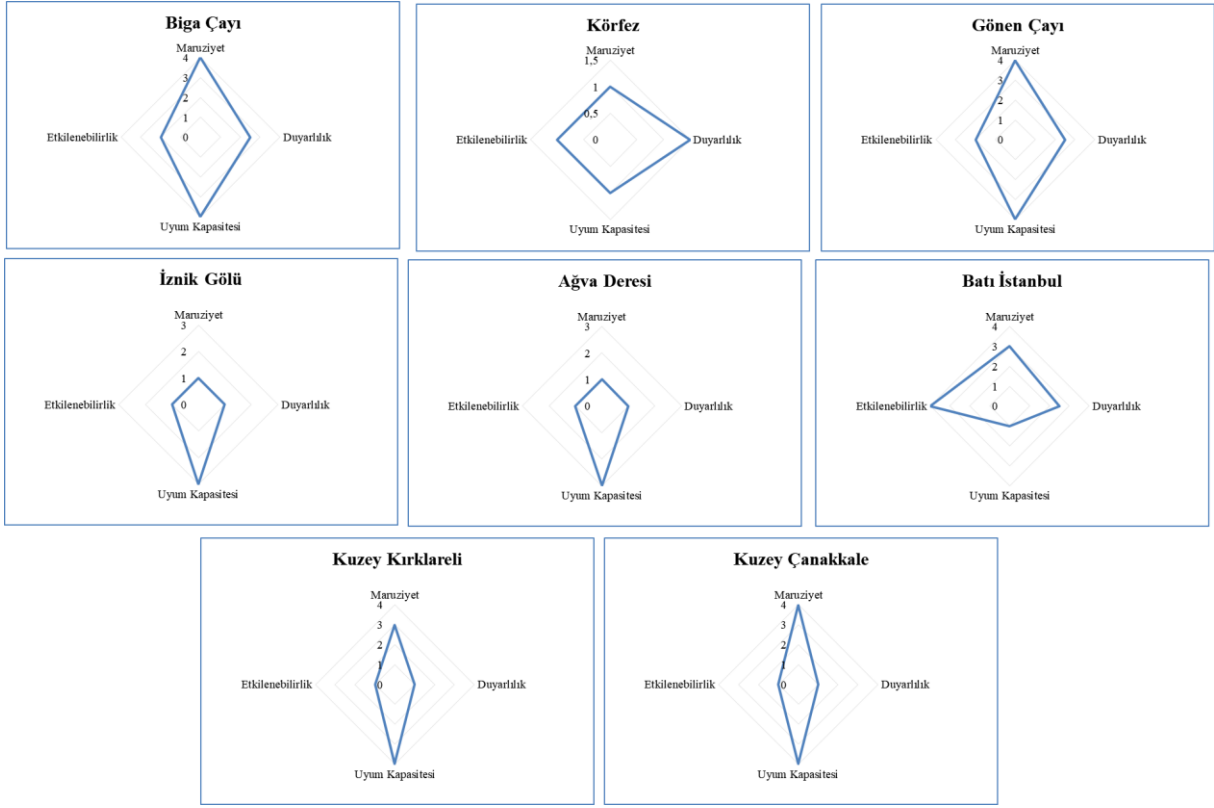 Biga Çayı
Maruziyet
4
3
2
1
0
Etkilenebilirlik
Duyarlılık
Uyum Kapasitesi
Körfez
Maruziyet
1,5
1
0,5
0
Etkilenebilirlik
Duyarlılık
Uyum Kapasitesi
Gönen Çayı
Maruziyet
4
3
2
1
0
Etkilenebilirlik
Duyarlılık
Uyum Kapasitesi
İznik Gölü
Maruziyet
3
2
1
0
Etkilenebilirlik
Duyarlılık
Uyum Kapasitesi
Ağva Deresi
Maruziyet
3
2
1
0
Etkilenebilirlik
Duyarlılık
Uyum Kapasitesi
Batı İstanbul
Maruziyet
4
3
2
1
0
Etkilenebilirlik
Duyarlılık
Uyum Kapasitesi
Kuzey Kırklareli
Maruziyet
4
3
2
1
0
Etkilenebilirlik
Duyarlılık
Uyum Kapasitesi
Kuzey Çanakkale
Maruziyet
4
3
2
1
0
Etkilenebilirlik
Duyarlılık
Uyum Kapasitesi